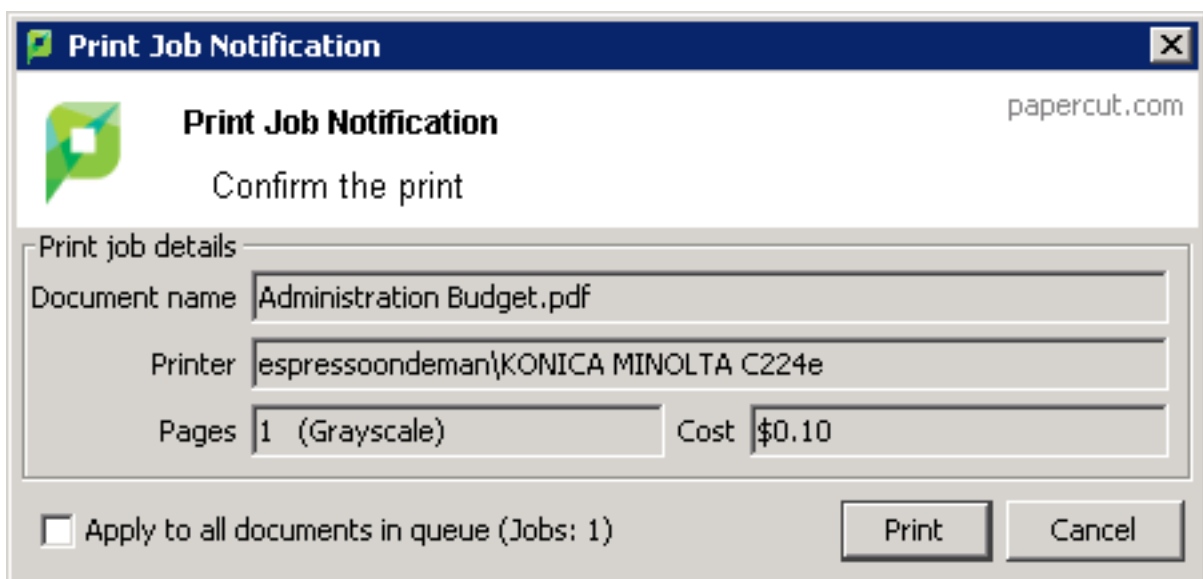 Print Job Notification
papercut.com
Print Job Notification
Confirm the print
Print job details
Document name Administration Budget.pdf
Printer espressoondeman\KONICA MINOLTA C224e
Pages 1 (Grayscale) Cost $0.10
Apply to all documents in queue (Jobs: 1) Print Cancel